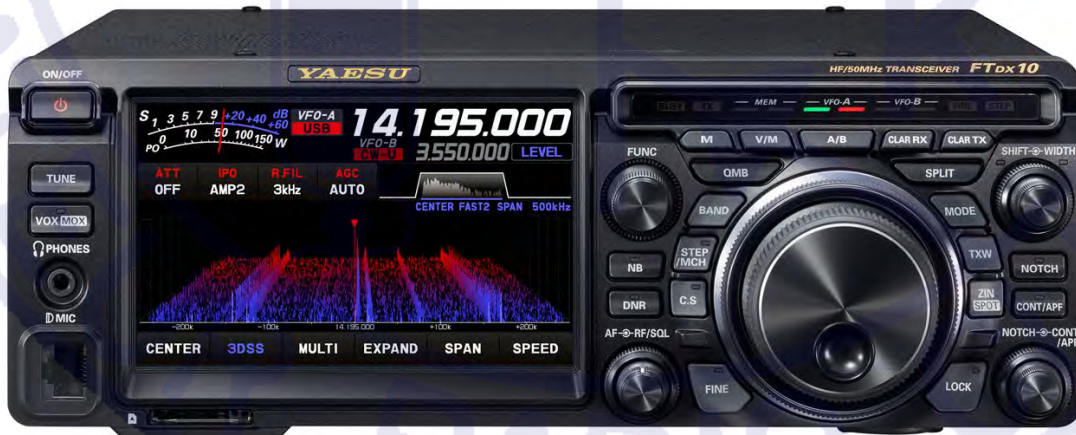 ON/OFF
YAESU
HF/50MHz TRANSCEIVER FTDX10
S 1 3 5 7 9 +20 +40 +60 dB
PO 0 10 50 100 150 W
VFO-A
USB
14.195.000
VFO-B
CW-U
3.550.000
LEVEL
ATT IPO R.FIL AGC
OFF AMP2 3kHz AUTO
CENTER FAST2 SPAN 500kHz
-200k -100k 14.195.000 +100k +200k
CENTER 3DSS MULTI EXPAND SPAN SPEED
TUNE
VOX MOX
PHONES
MIC
BUSY TX MEM VFO-A VFO-B FINE STEP
M V/M A/B CLAR RX CLAR TX
FUNC
QMB
SPLIT
SHIFT WIDTH
BAND
MODE
STEP
/MCH
TXW
NB
NOTCH
DNR
C.S
ZIN
SPOT
CONT/APF
AF RF/SQL
NOTCH CONT
/APF
FINE
LOCK